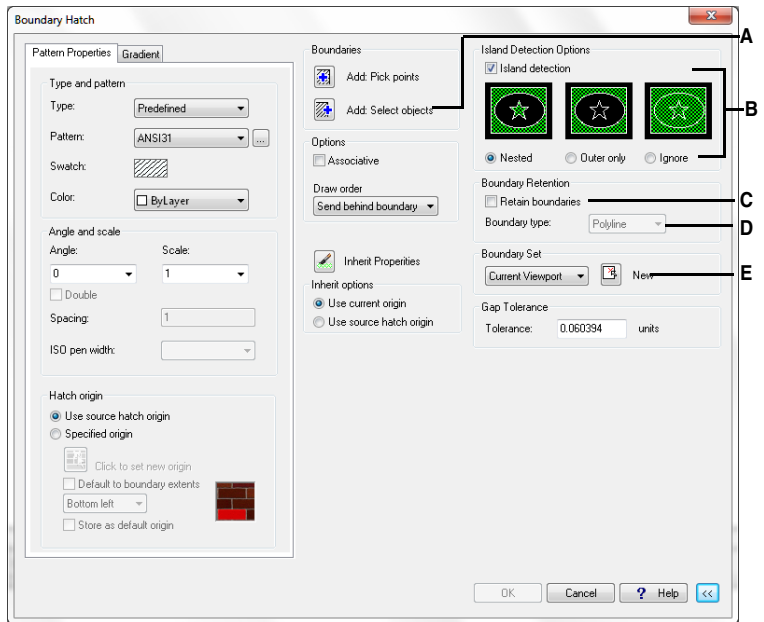 Boundary Hatch
Pattern Properties
Gradient
Type and pattern
Type:
Predefined
Pattern:
ANSI31
...
Swatch:
Color:
ByLayer
Angle and scale
Angle:
Scale:
0
1
Double
Spacing:
1
ISO pen width:
Hatch origin
Use source hatch origin
Specified origin
Click to set new origin
Default to boundary extents
Bottom left
Store as default origin
Boundaries
Add: Pick points
Add: Select objects
Options
Associative
Draw order
Send behind boundary
Inherit Properities
Inherit options
Use current origin
Use source hatch origin
Island Detection Options
Island detection
Nested
Outer only
Ignore
Boundary Retention
Retain boundaries
Boundary type:
Polyline
Boundary Set
Current Viewport
New
Gap Tolerance
Tolerance:
0.060394
units
A
B
C
D
E
OK
Cancel
? Help
<<